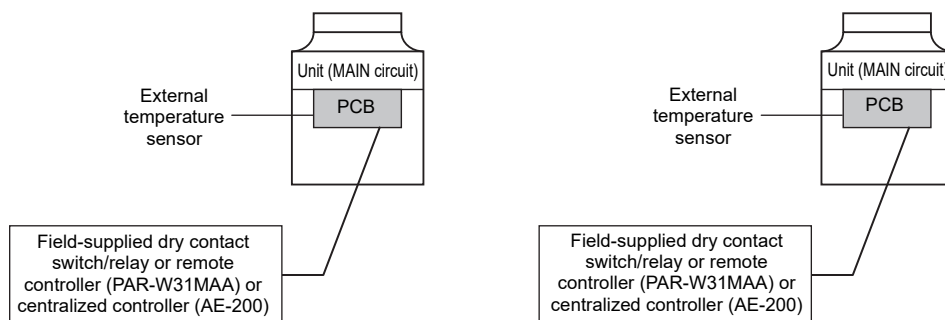 Unit (MAIN circuit)
PCB
External
temperature
sensor
Field-supplied dry contact
switch/relay or remote
controller (PAR-W31MAA) or
centralized controller (AE-200)
Unit (MAIN circuit)
PCB
External
temperature
sensor
Field-supplied dry contact
switch/relay or remote
controller (PAR-W31MAA) or
centralized controller (AE-200)